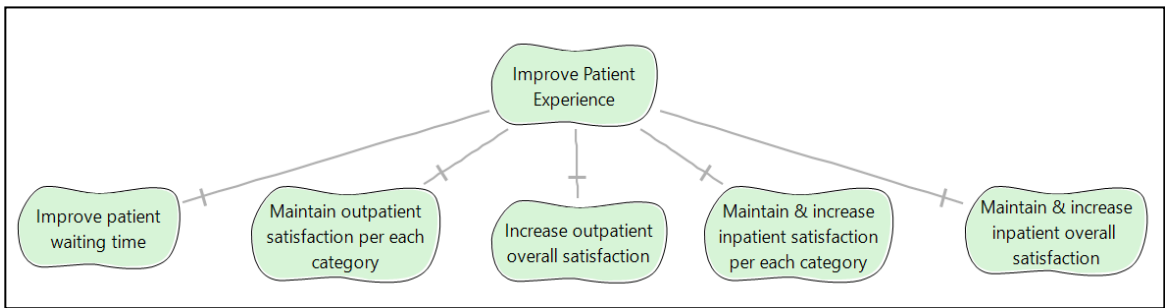 Improve Patient
Experience
Improve patient
waiting time
Maintain outpatient
satisfaction per each
category
Increase outpatient
overall satisfaction
Maintain & increase
inpatient satisfaction
per each category
Maintain & increase
inpatient overall
satisfaction